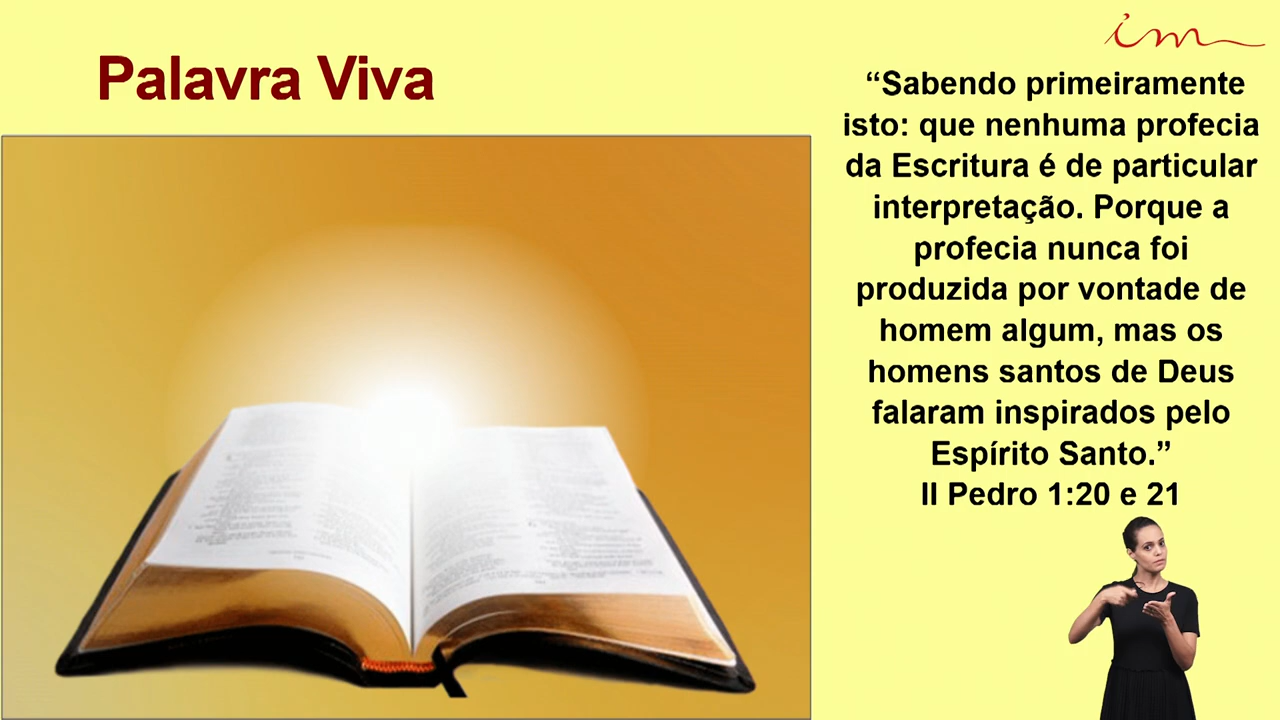 Palavra Viva
im
“Sabendo primeiramente
isto: que nenhuma profecia
da Escritura é de particular
interpretação. Porque a
profecia nunca foi
produzida por vontade de
homem algum, mas os
homens santos de Deus
falaram inspirados pelo
Espírito Santo.”
II Pedro 1:20 e 21